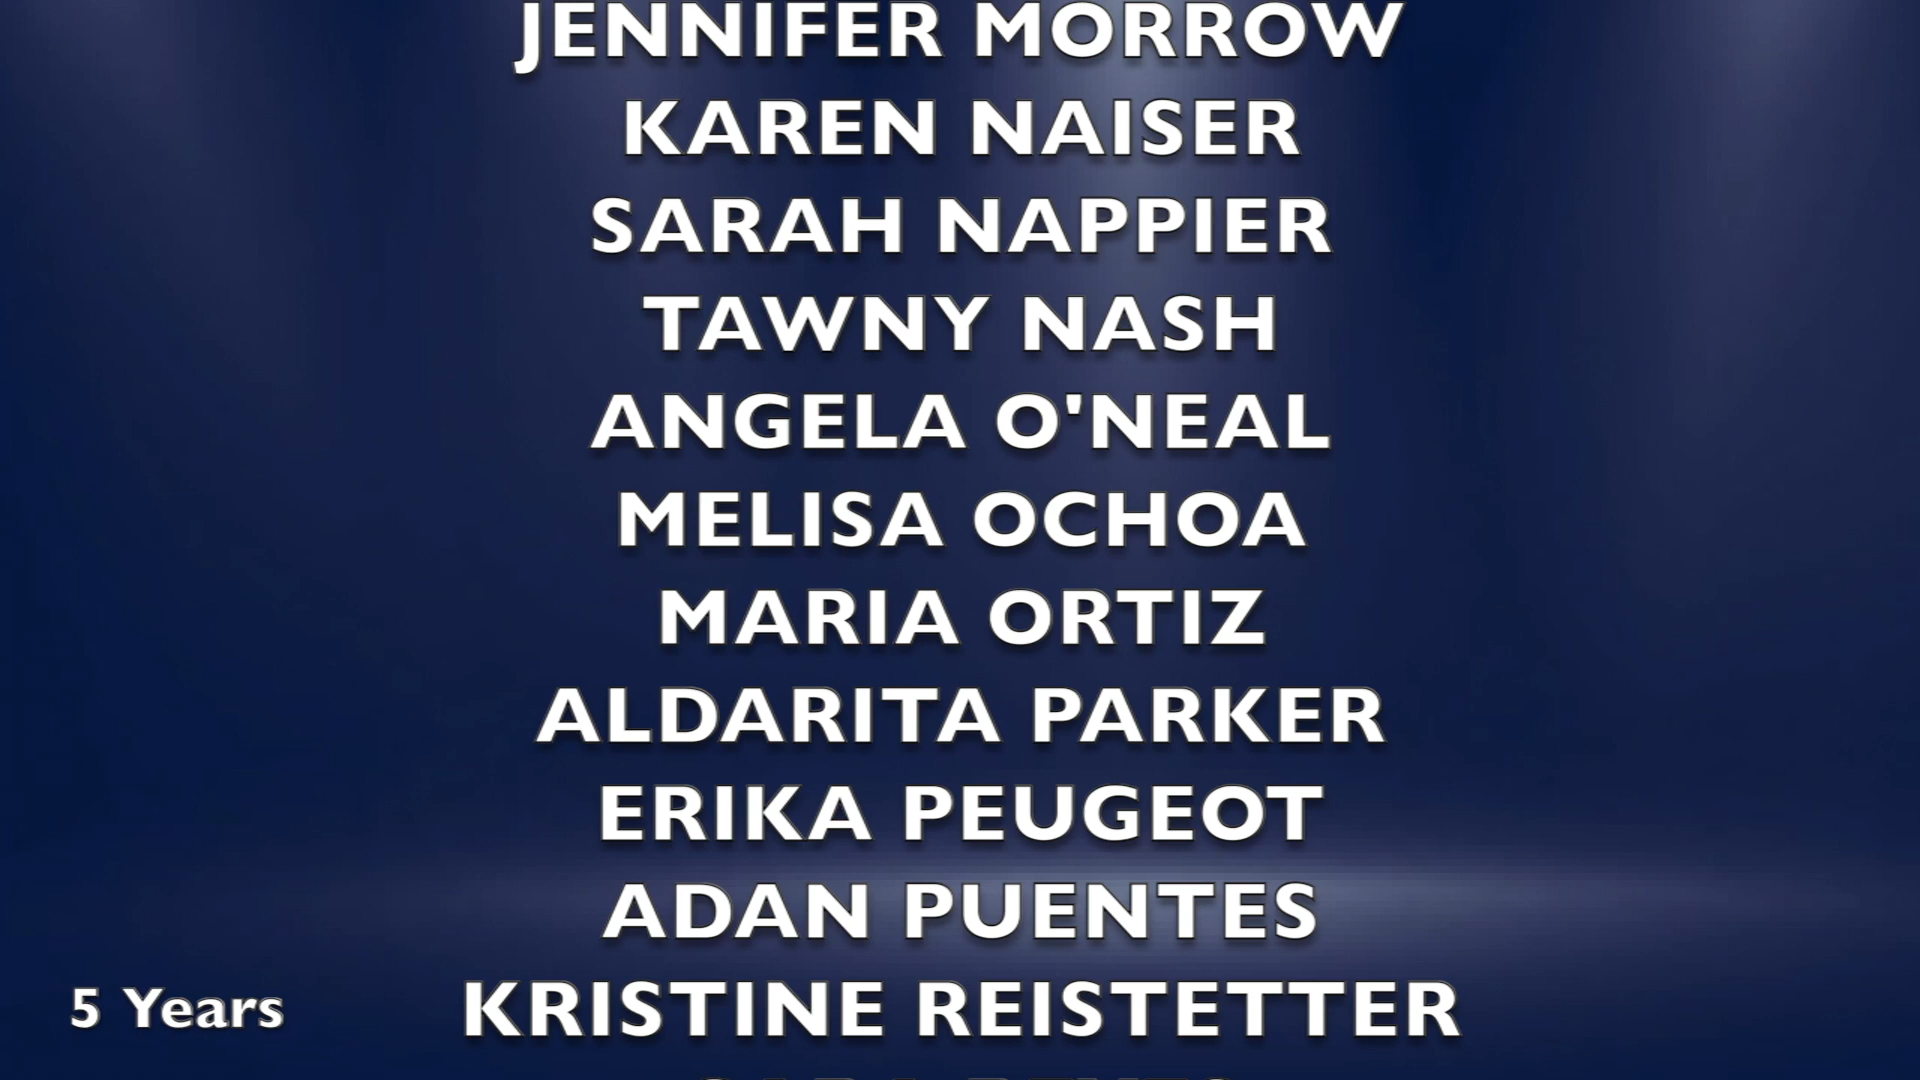 JENNIFER MORROW
KAREN NAISER
SARAH NAPPIER
TAWNY NASH
ANGELA O'NEAL
MELISA OCHOA
MARIA ORTIZ
ALDARITA PARKER
ERIKA PEUGEOT
ADAN PUENTES
5 Years
KRISTINE REISTETTER